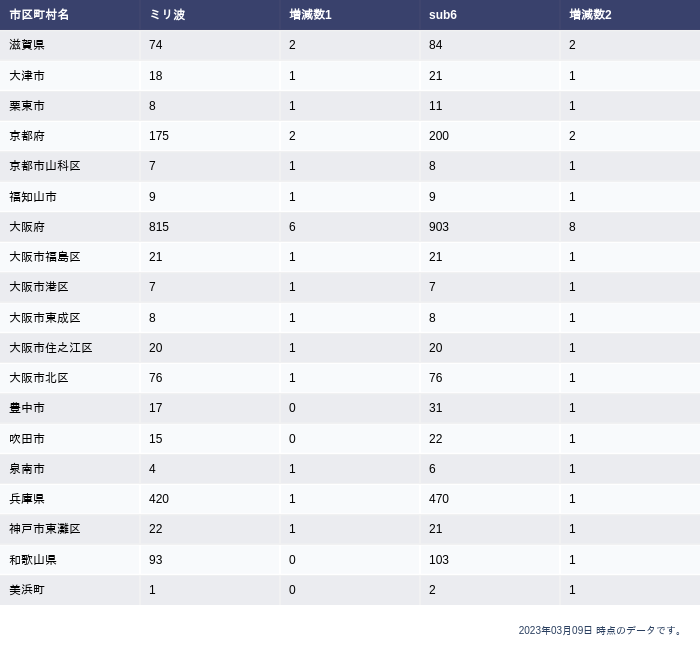 市区町村名 ミリ波 増減数1 sub6 増減数2
滋賀県 74 2 84 2
大津市 18 1 21 1
栗東市 8 1 11 1
京都府 175 2 200 2
京都市山科区 7 1 8 1
福知山市 9 1 9 1
大阪府 815 6 903 8
大阪市福島区 21 1 21 1
大阪市港区 7 1 7 1
大阪市東成区 8 1 8 1
大阪市住之江区 20 1 20 1
大阪市北区 76 1 76 1
豊中市 17 0 31 1
吹田市 15 0 22 1
泉南市 4 1 6 1
兵庫県 420 1 470 1
神戸市東灘区 22 1 21 1
和歌山県 93 0 103 1
美浜町 1 0 2 1
2023年03月09日 時点のデータです。